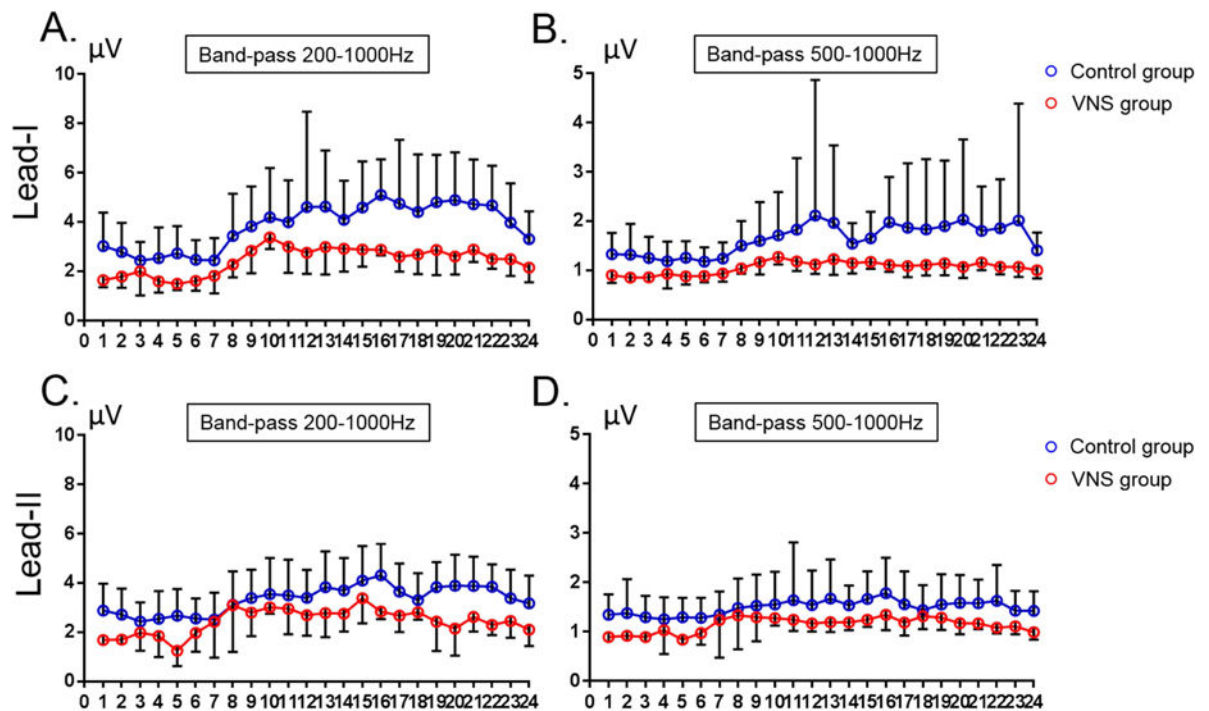 A.
μV
Band-pass 200-1000Hz
10
8
6
4
2
0
Lead-I
0 1 2 3 4 5 6 7 8 9 10 11 12 13 14 15 16 17 18 19 20 21 22 23 24
B.
μV
Band-pass 500-1000Hz
5
4
3
2
1
0
0 1 2 3 4 5 6 7 8 9 10 11 12 13 14 15 16 17 18 19 20 21 22 23 24
Control group
VNS group
C.
μV
Band-pass 200-1000Hz
10
8
6
4
2
0
Lead-II
0 1 2 3 4 5 6 7 8 9 10 11 12 13 14 15 16 17 18 19 20 21 22 23 24
D.
μV
Band-pass 500-1000Hz
5
4
3
2
1
0
0 1 2 3 4 5 6 7 8 9 10 11 12 13 14 15 16 17 18 19 20 21 22 23 24
Control group
VNS group